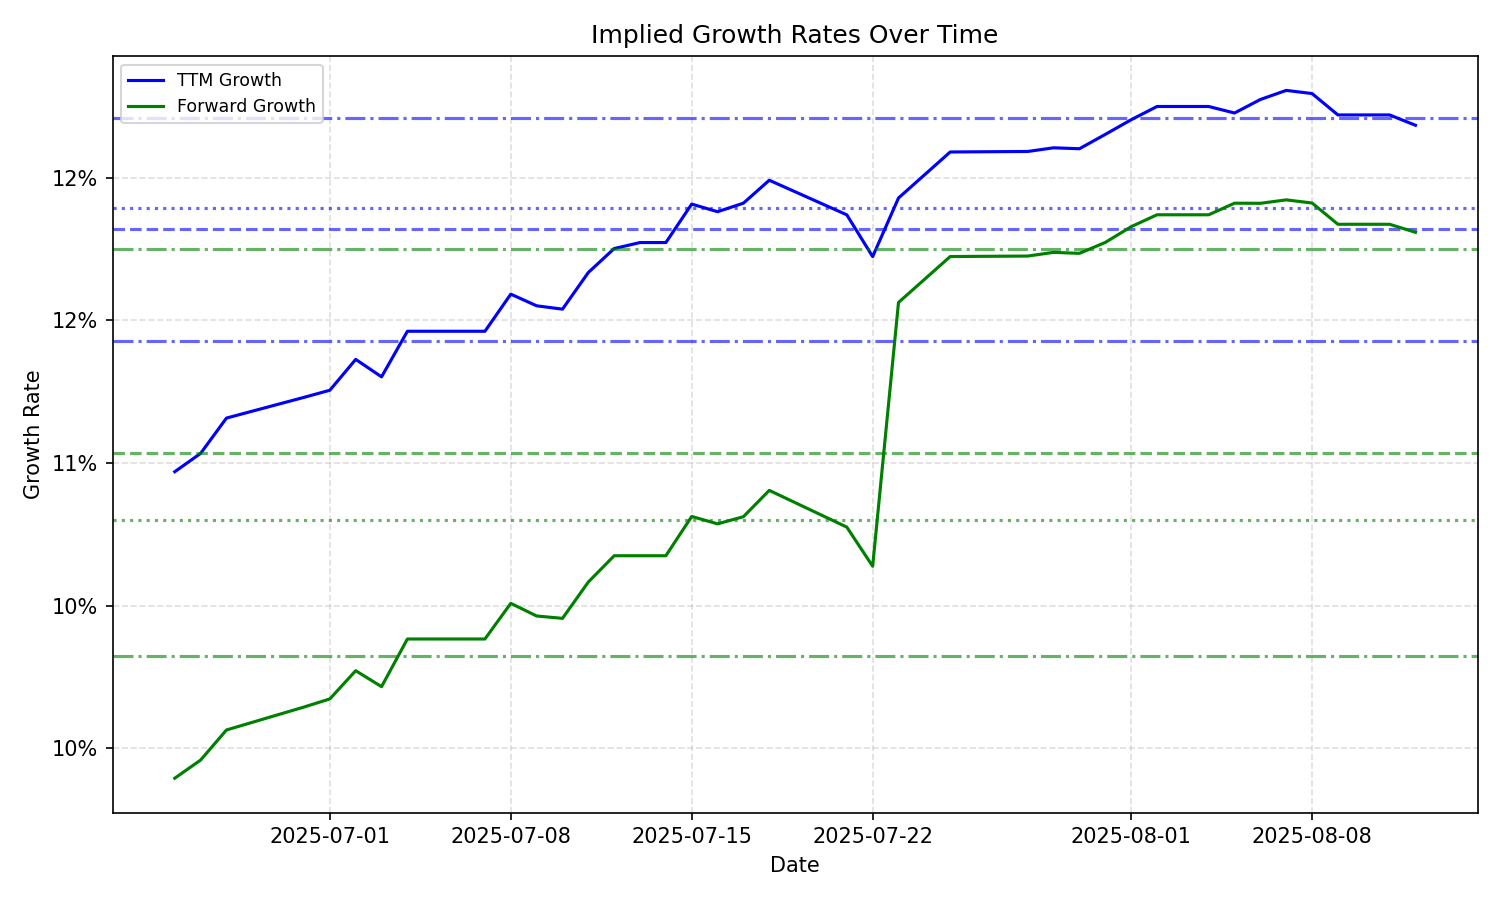 Implied Growth Rates Over Time
TTM Growth
Forward Growth
12%
12%
11%
10%
10%
Growth Rate
2025-07-01
2025-07-08
2025-07-15
2025-07-22
2025-08-01
2025-08-08
Date